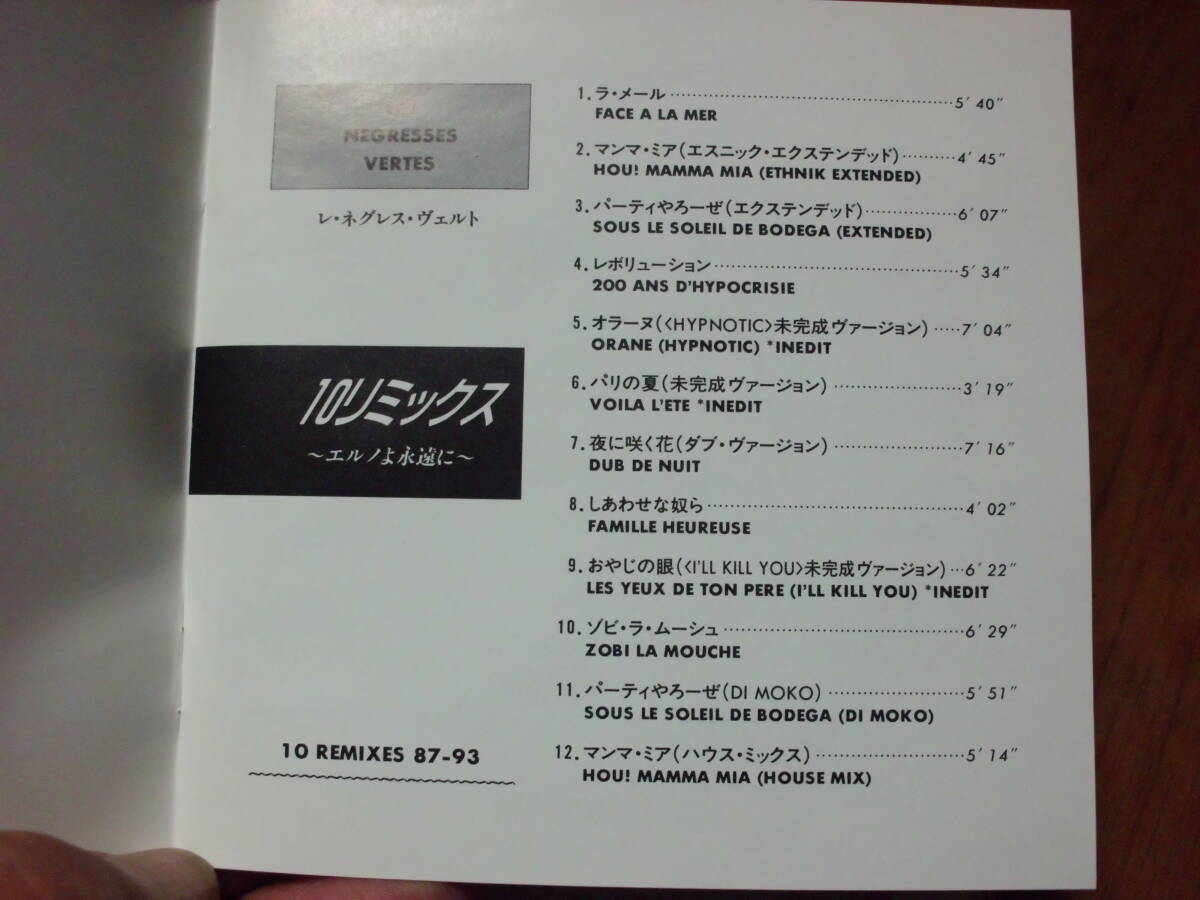 NEGRESSES
VERTES
レ・ネグレス・ヴェルト
10リミックス
～エルノよ永遠に～
10 REMIXES 87-93
1. ラ・メール 5′40″
FACE A LA MER
2. マンマ・ミア(エスニック・エクステンデッド) 4′45″
HOU! MAMMA MIA (ETHNIK EXTENDED)
3. パーティやろーぜ(エクステンデッド) 6′07″
SOUS LE SOLEIL DE BODEGA (EXTENDED)
4. レボリューション 5′34″
200 ANS D'HYPOCRISIE
5. オラーヌ(〈HYPNOTIC〉未完成ヴァージョン) 7′04″
ORANE (HYPNOTIC) *INEDIT
6. パリの夏(未完成ヴァージョン) 3′19″
VOILA L'ETE *INEDIT
7. 夜に咲く花(ダブ・ヴァージョン) 7′16″
DUB DE NUIT
8. しあわせな奴ら 4′02″
FAMILLE HEUREUSE
9. おやじの眼(〈I'LL KILL YOU〉未完成ヴァージョン) 6′22″
LES YEUX DE TON PERE (I'LL KILL YOU) *INEDIT
10. ゾビ・ラ・ムーシュ 6′29″
ZOBI LA MOUCHE
11. パーティやろーぜ(DI MOKO) 5′51″
SOUS LE SOLEIL DE BODEGA (DI MOKO)
12. マンマ・ミア(ハウス・ミックス) 5′14″
HOU! MAMMA MIA (HOUSE MIX)